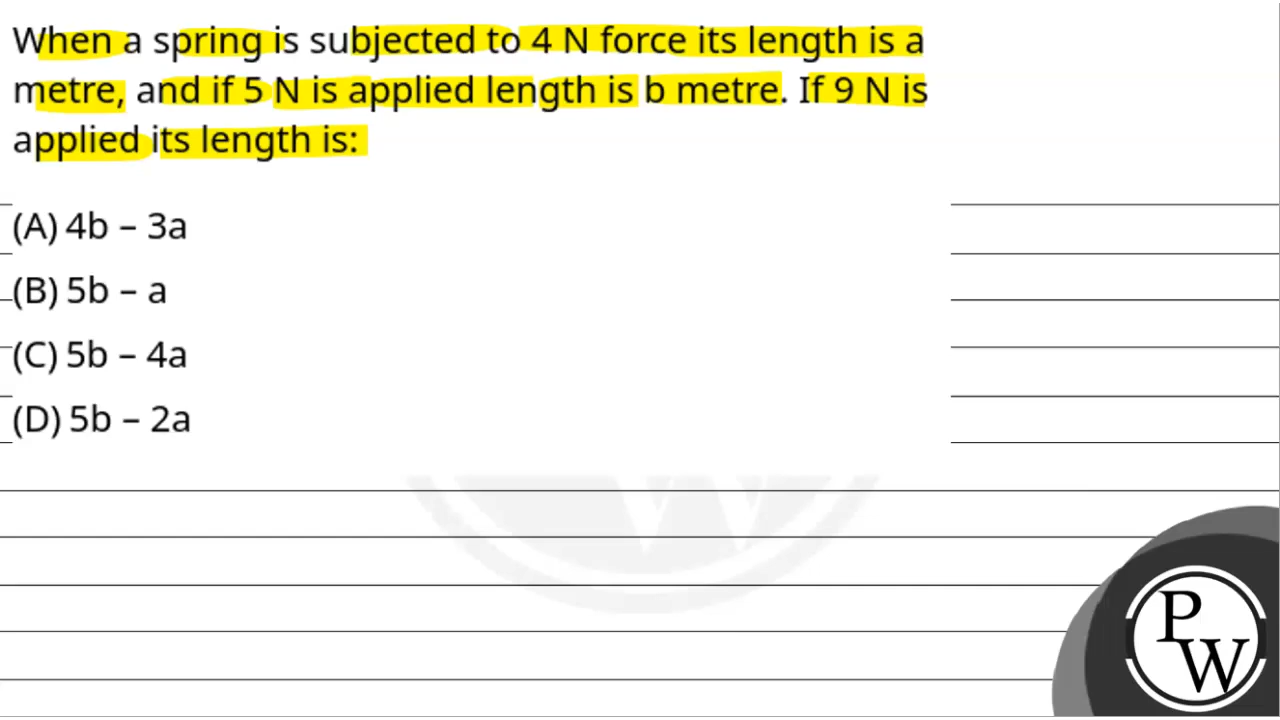 When a spring is subjected to 4 N force its length is a
metre, and if 5 N is applied length is b metre. If 9 N is
applied its length is:
(A) 4b – 3a
(B) 5b – a
(C) 5b – 4a
(D) 5b – 2a
P
W